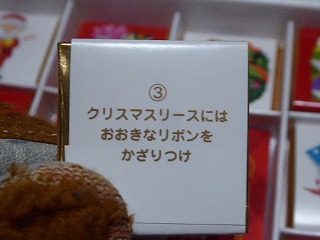 ③
クリスマスリースには
おおきなリボンを
かざりつけ